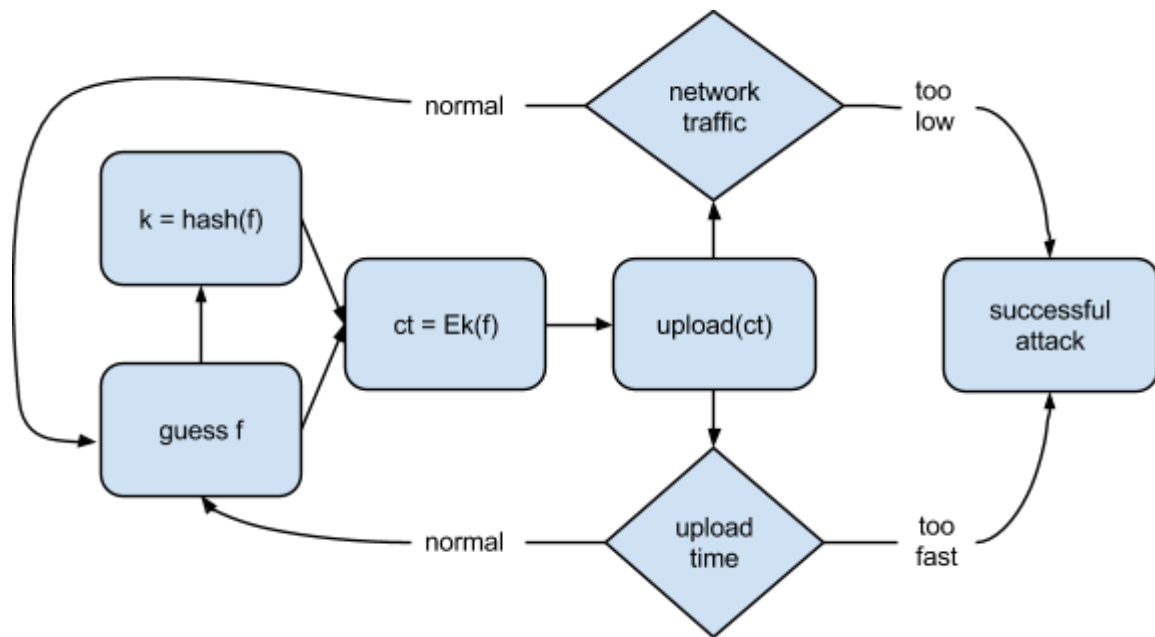 network
traffic
normal
too
low
k = hash(f)
ct = Ek(f)
upload(ct)
successful
attack
guess f
normal
upload
time
too
fast